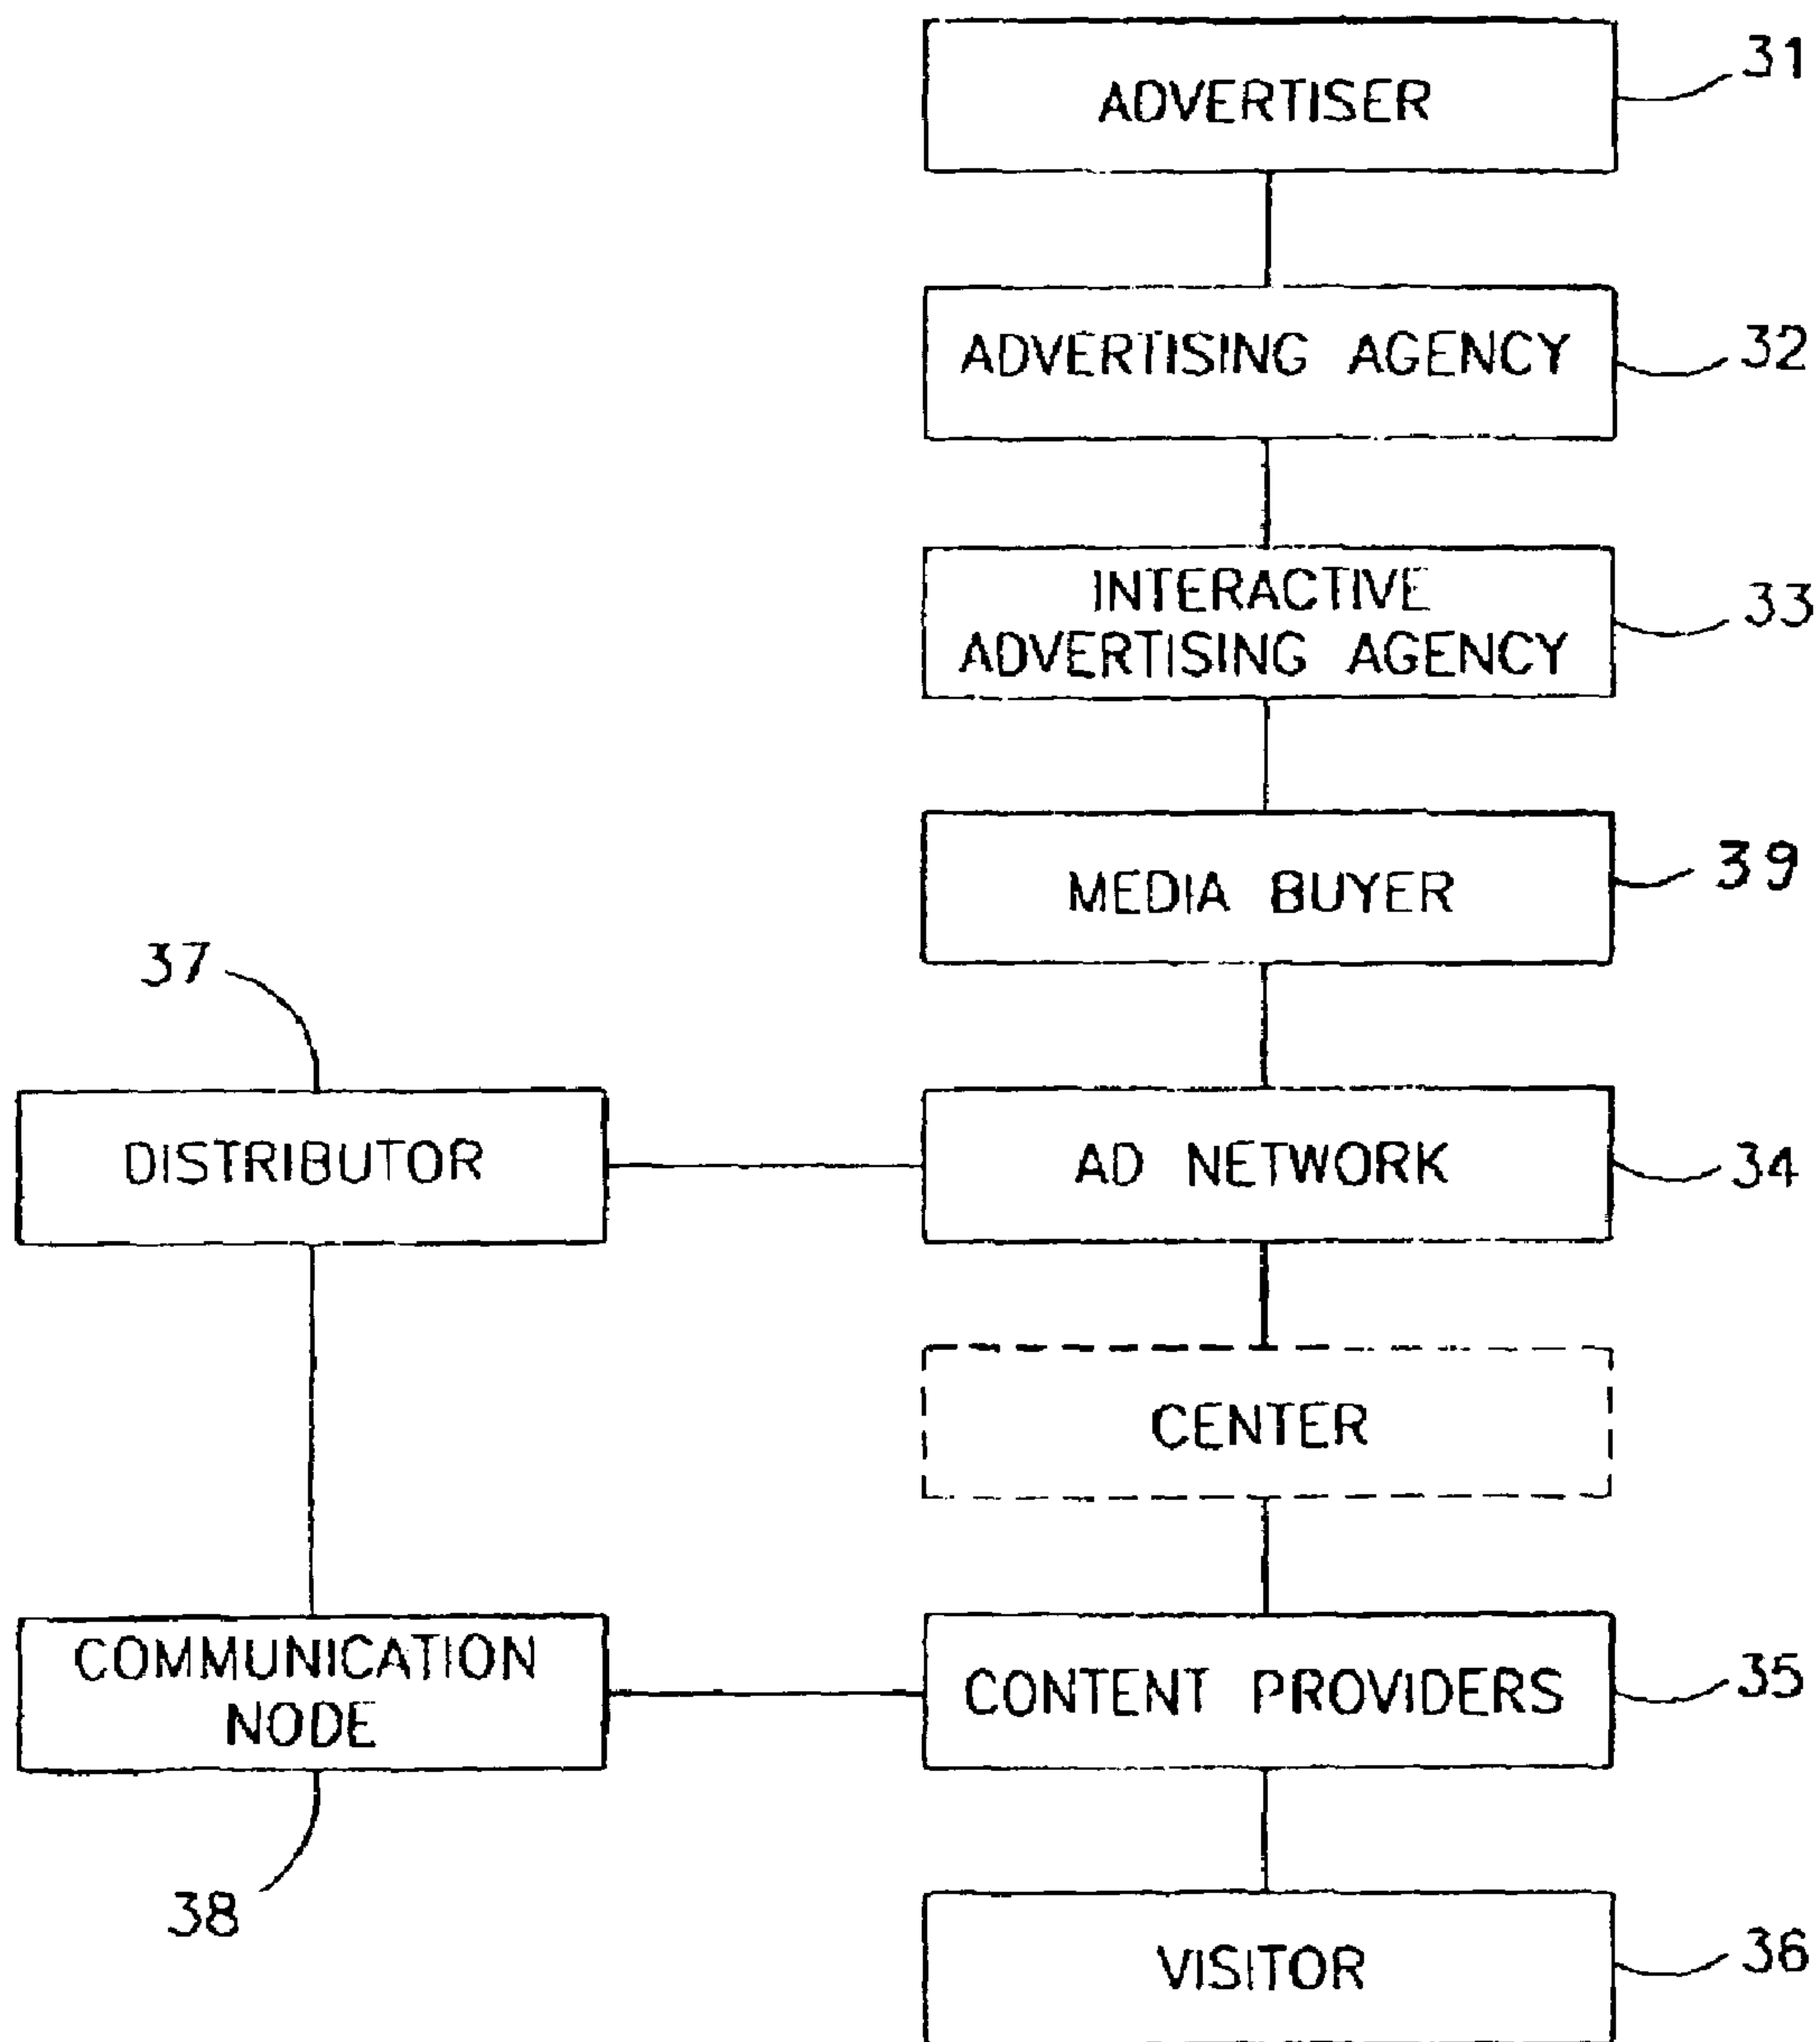 ADVERTISER
31
ADVERTISING AGENCY
32
INTERACTIVE
ADVERTISING AGENCY
33
MEDIA BUYER
39
37
DISTRIBUTOR
AD NETWORK
34
CENTER
COMMUNICATION
NODE
CONTENT PROVIDERS
35
38
VISITOR
36